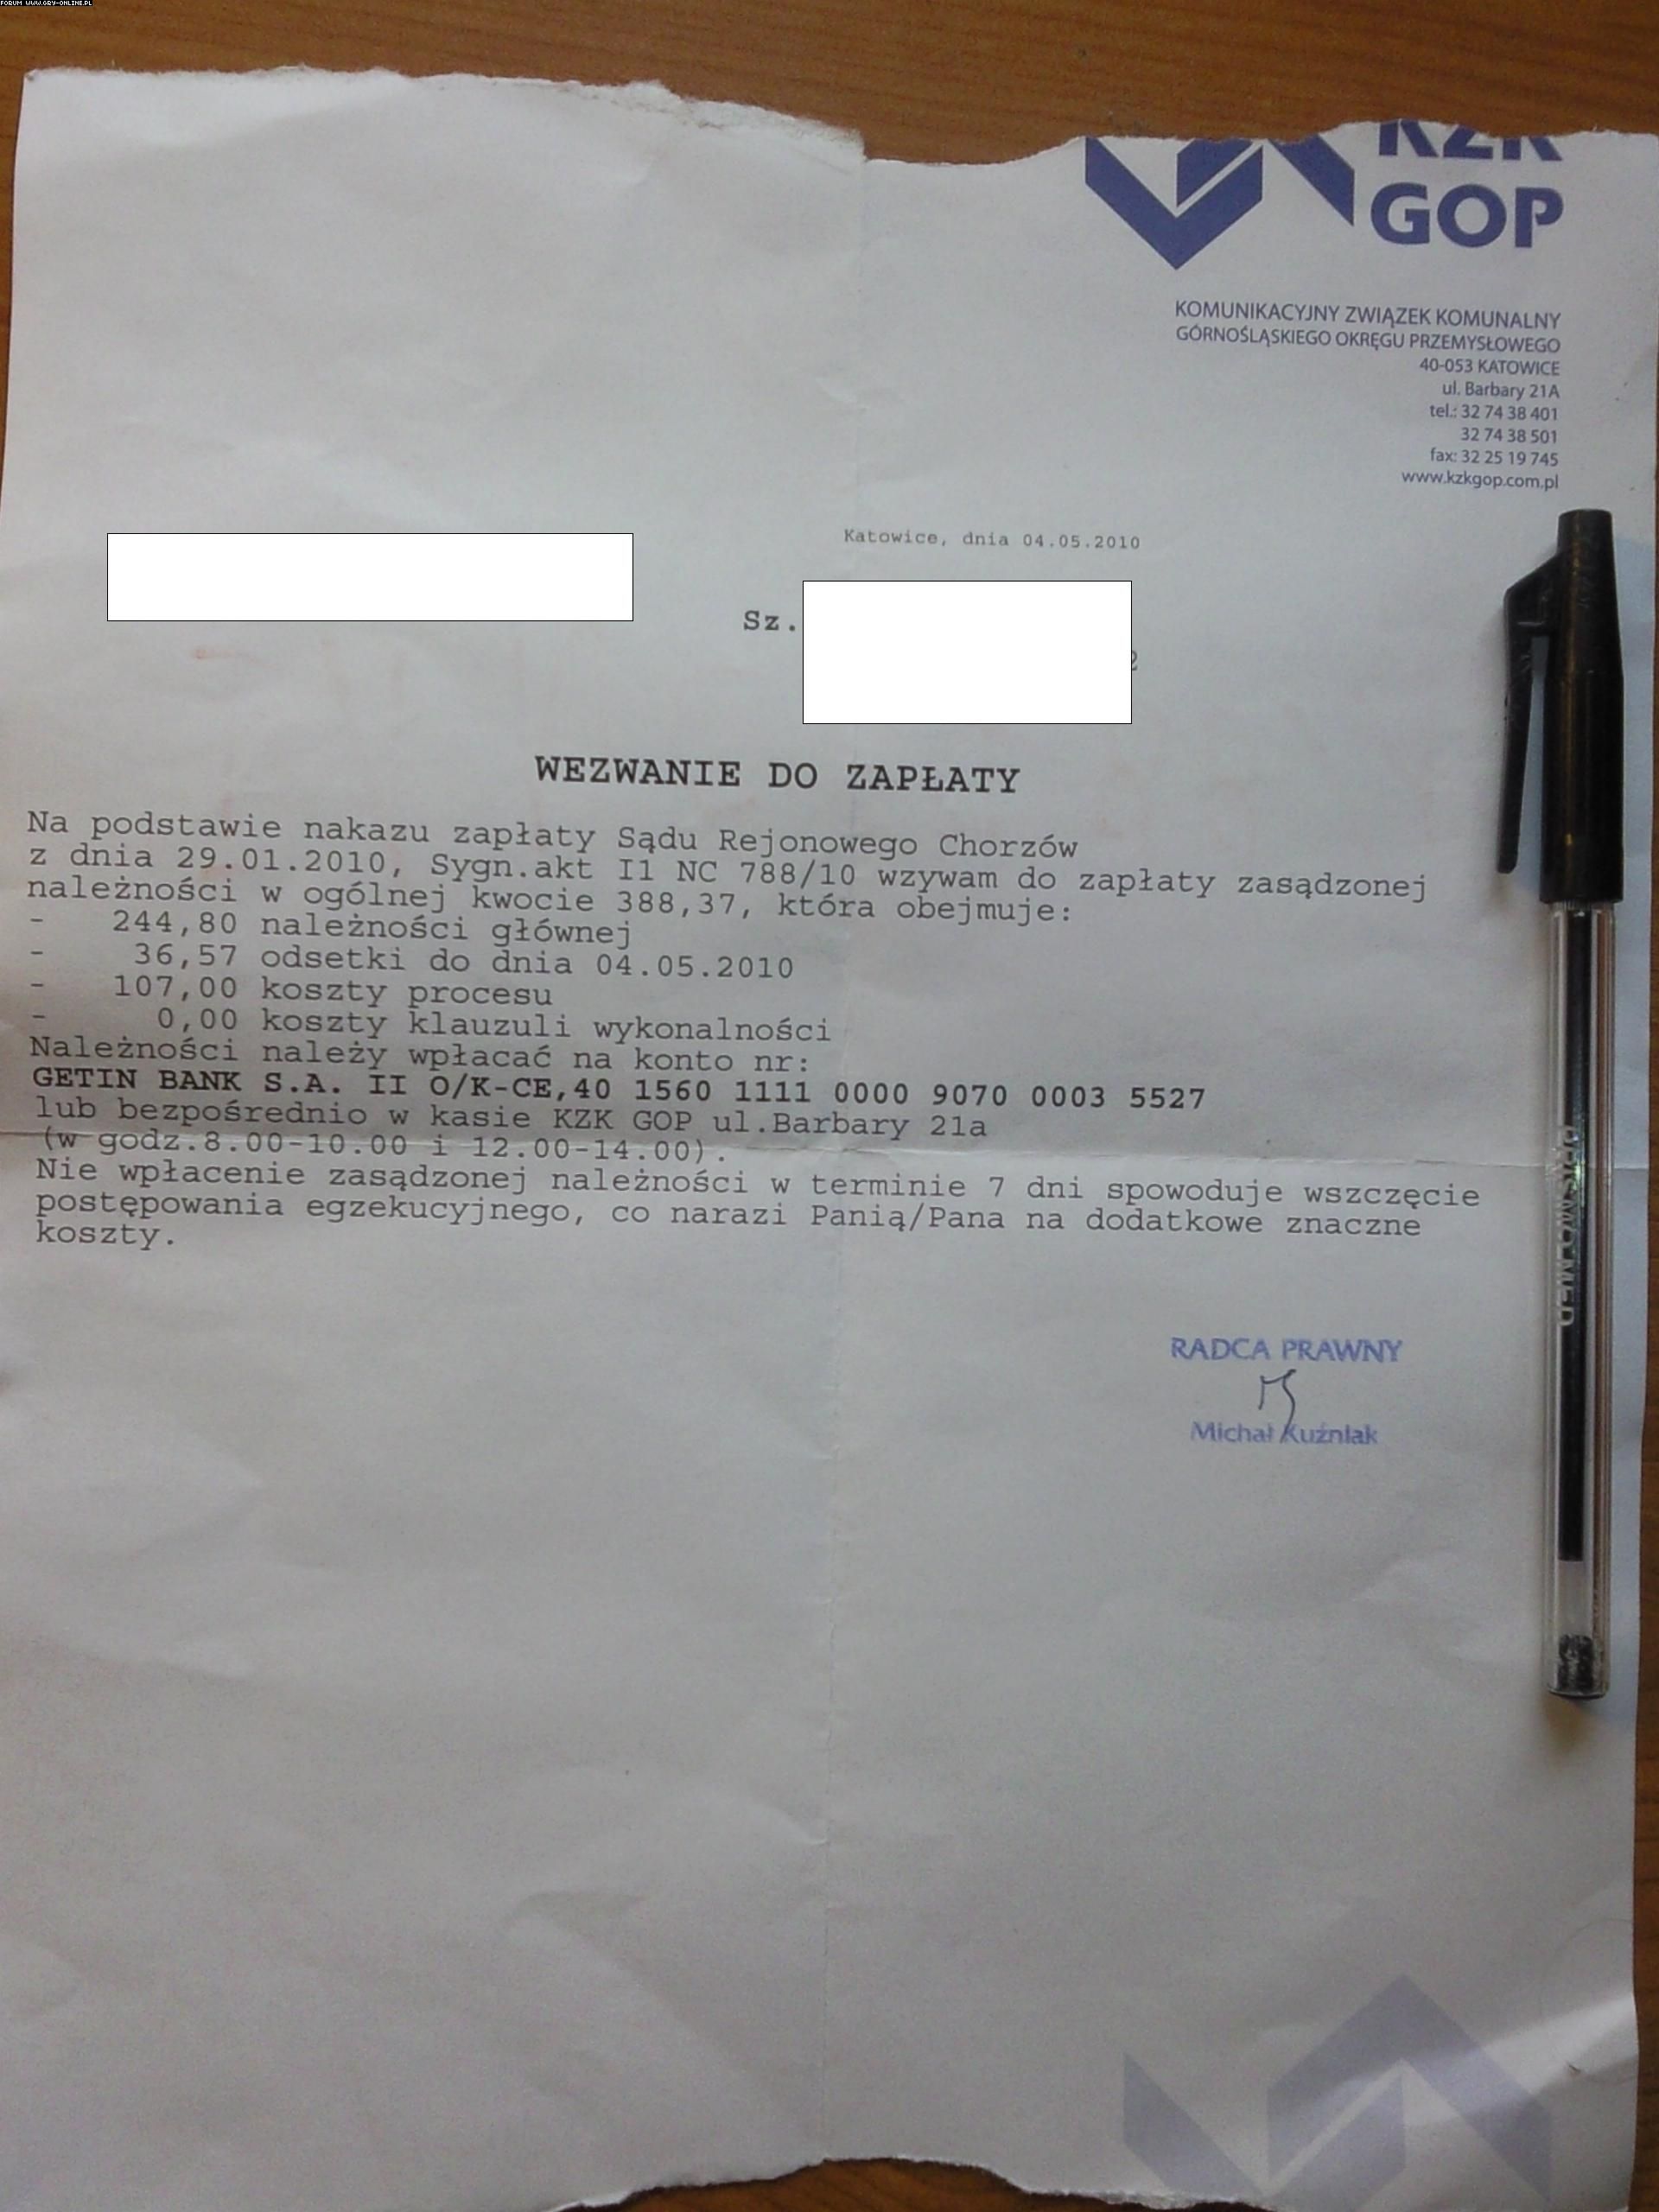 FORUM WWW.GRY-ONLINE.PL
KZK
GOP
KOMUNIKACYJNY ZWIĄZEK KOMUNALNY
GÓRNOŚLĄSKIEGO OKRĘGU PRZEMYSŁOWEGO
40-053 KATOWICE
ul. Barbary 21A
tel.: 32 74 38 401
32 74 38 501
fax: 32 25 19 745
www.kzkgop.com.pl
Katowice, dnia 04.05.2010
Sz.
2
WEZWANIE DO ZAPŁATY
Na podstawie nakazu zapłaty Sądu Rejonowego Chorzów
z dnia 29.01.2010, Sygn.akt I1 NC 788/10 wzywam do zapłaty zasądzonej
należności w ogólnej kwocie 388,37, która obejmuje:
- 244,80 należności głównej
- 36,57 odsetki do dnia 04.05.2010
- 107,00 koszty procesu
- 0,00 koszty klauzuli wykonalności
Należności należy wpłacać na konto nr:
GETIN BANK S.A. II O/K-CE,40 1560 1111 0000 9070 0003 5527
lub bezpośrednio w kasie KZK GOP ul.Barbary 21a
(w godz.8.00-10.00 i 12.00-14.00).
Nie wpłacenie zasądzonej należności w terminie 7 dni spowoduje wszczęcie
postępowania egzekucyjnego, co narazi Panią/Pana na dodatkowe znaczne
koszty.
RADCA PRAWNY
Michał Kuźniak